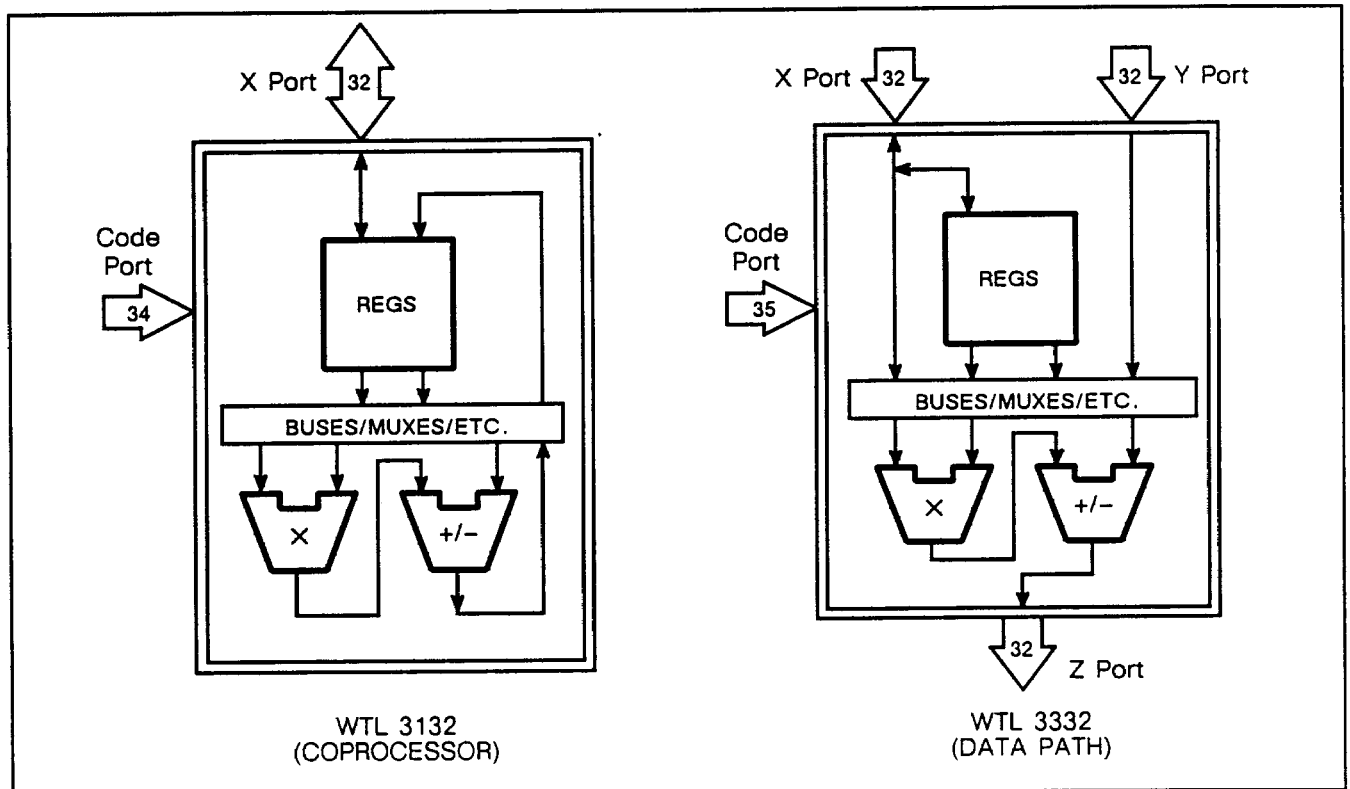 X Port
32
Code
Port
34
REGS
BUSES/MUXES/ETC.
×
+/−
WTL 3132
(COPROCESSOR)
X Port
32
32
Y Port
Code
Port
35
REGS
BUSES/MUXES/ETC.
×
+/−
32
Z Port
WTL 3332
(DATA PATH)